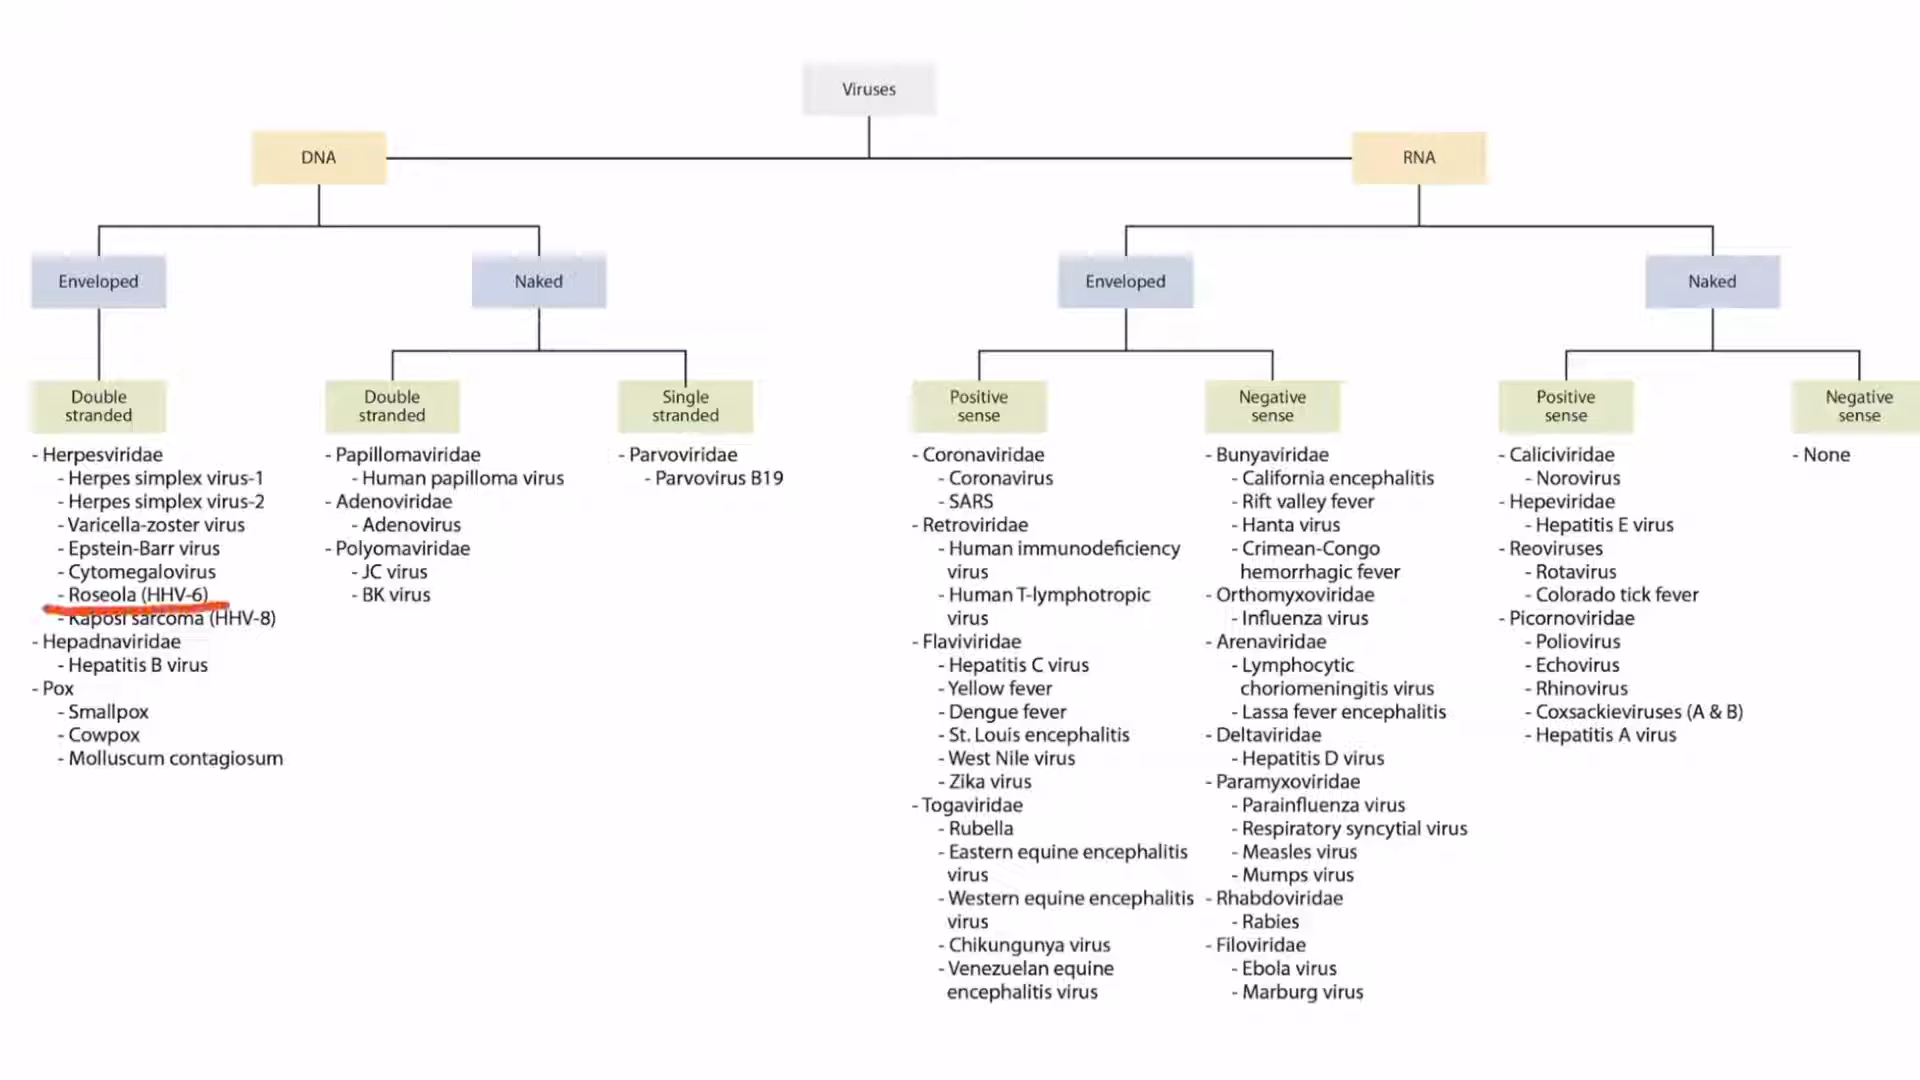 Viruses
DNA
RNA
Enveloped
Naked
Enveloped
Naked
Double
stranded
Double
stranded
Single
stranded
Positive
sense
Negative
sense
Positive
sense
Negative
sense
- Herpesviridae
- Herpes simplex virus-1
- Herpes simplex virus-2
- Varicella-zoster virus
- Epstein-Barr virus
- Cytomegalovirus
- Roseola (HHV-6)
- Kaposi sarcoma (HHV-8)
- Hepadnaviridae
- Hepatitis B virus
- Pox
- Smallpox
- Cowpox
- Molluscum contagiosum
- Papillomaviridae
- Human papilloma virus
- Adenoviridae
- Adenovirus
- Polyomaviridae
- JC virus
- BK virus
- Parvoviridae
- Parvovirus B19
- Coronaviridae
- Coronavirus
- SARS
- Retroviridae
- Human immunodeficiency
virus
- Human T-lymphotropic
virus
- Flaviviridae
- Hepatitis C virus
- Yellow fever
- Dengue fever
- St. Louis encephalitis
- West Nile virus
- Zika virus
- Togaviridae
- Rubella
- Eastern equine encephalitis
virus
- Western equine encephalitis
virus
- Chikungunya virus
- Venezuelan equine
encephalitis virus
- Bunyaviridae
- California encephalitis
- Rift valley fever
- Hanta virus
- Crimean-Congo
hemorrhagic fever
- Orthomyxoviridae
- Influenza virus
- Arenaviridae
- Lymphocytic
choriomeningitis virus
- Lassa fever encephalitis
- Deltaviridae
- Hepatitis D virus
- Paramyxoviridae
- Parainfluenza virus
- Respiratory syncytial virus
- Measles virus
- Mumps virus
- Rhabdoviridae
- Rabies
- Filoviridae
- Ebola virus
- Marburg virus
- Caliciviridae
- Norovirus
- Hepeviridae
- Hepatitis E virus
- Reoviruses
- Rotavirus
- Colorado tick fever
- Picornoviridae
- Poliovirus
- Echovirus
- Rhinovirus
- Coxsackieviruses (A & B)
- Hepatitis A virus
- None